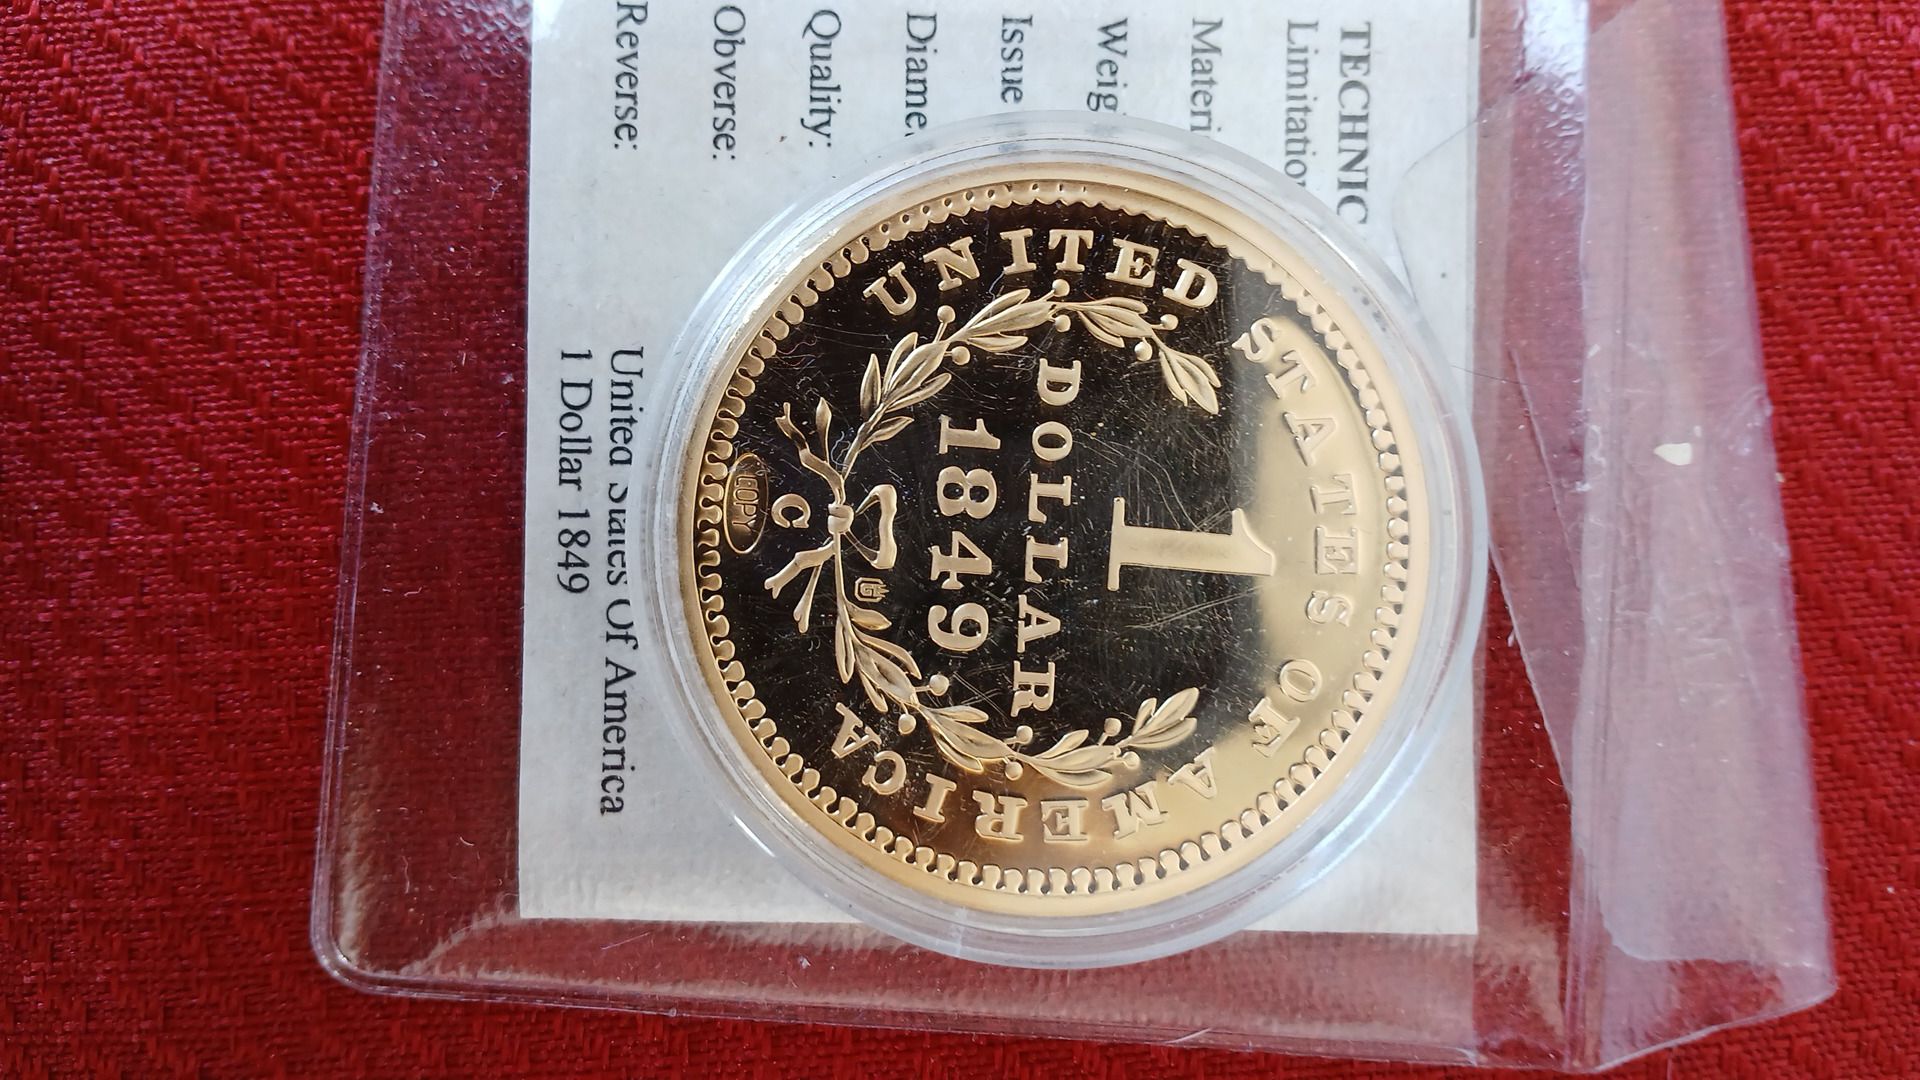 TECHNIC
Limitation
Materi
Weig
Issue
Diame
Quality:
Obverse:
Reverse:
United States Of America
1 Dollar 1849
UNITED STATES OF AMERICA
1
DOLLAR
1849
C
COPY